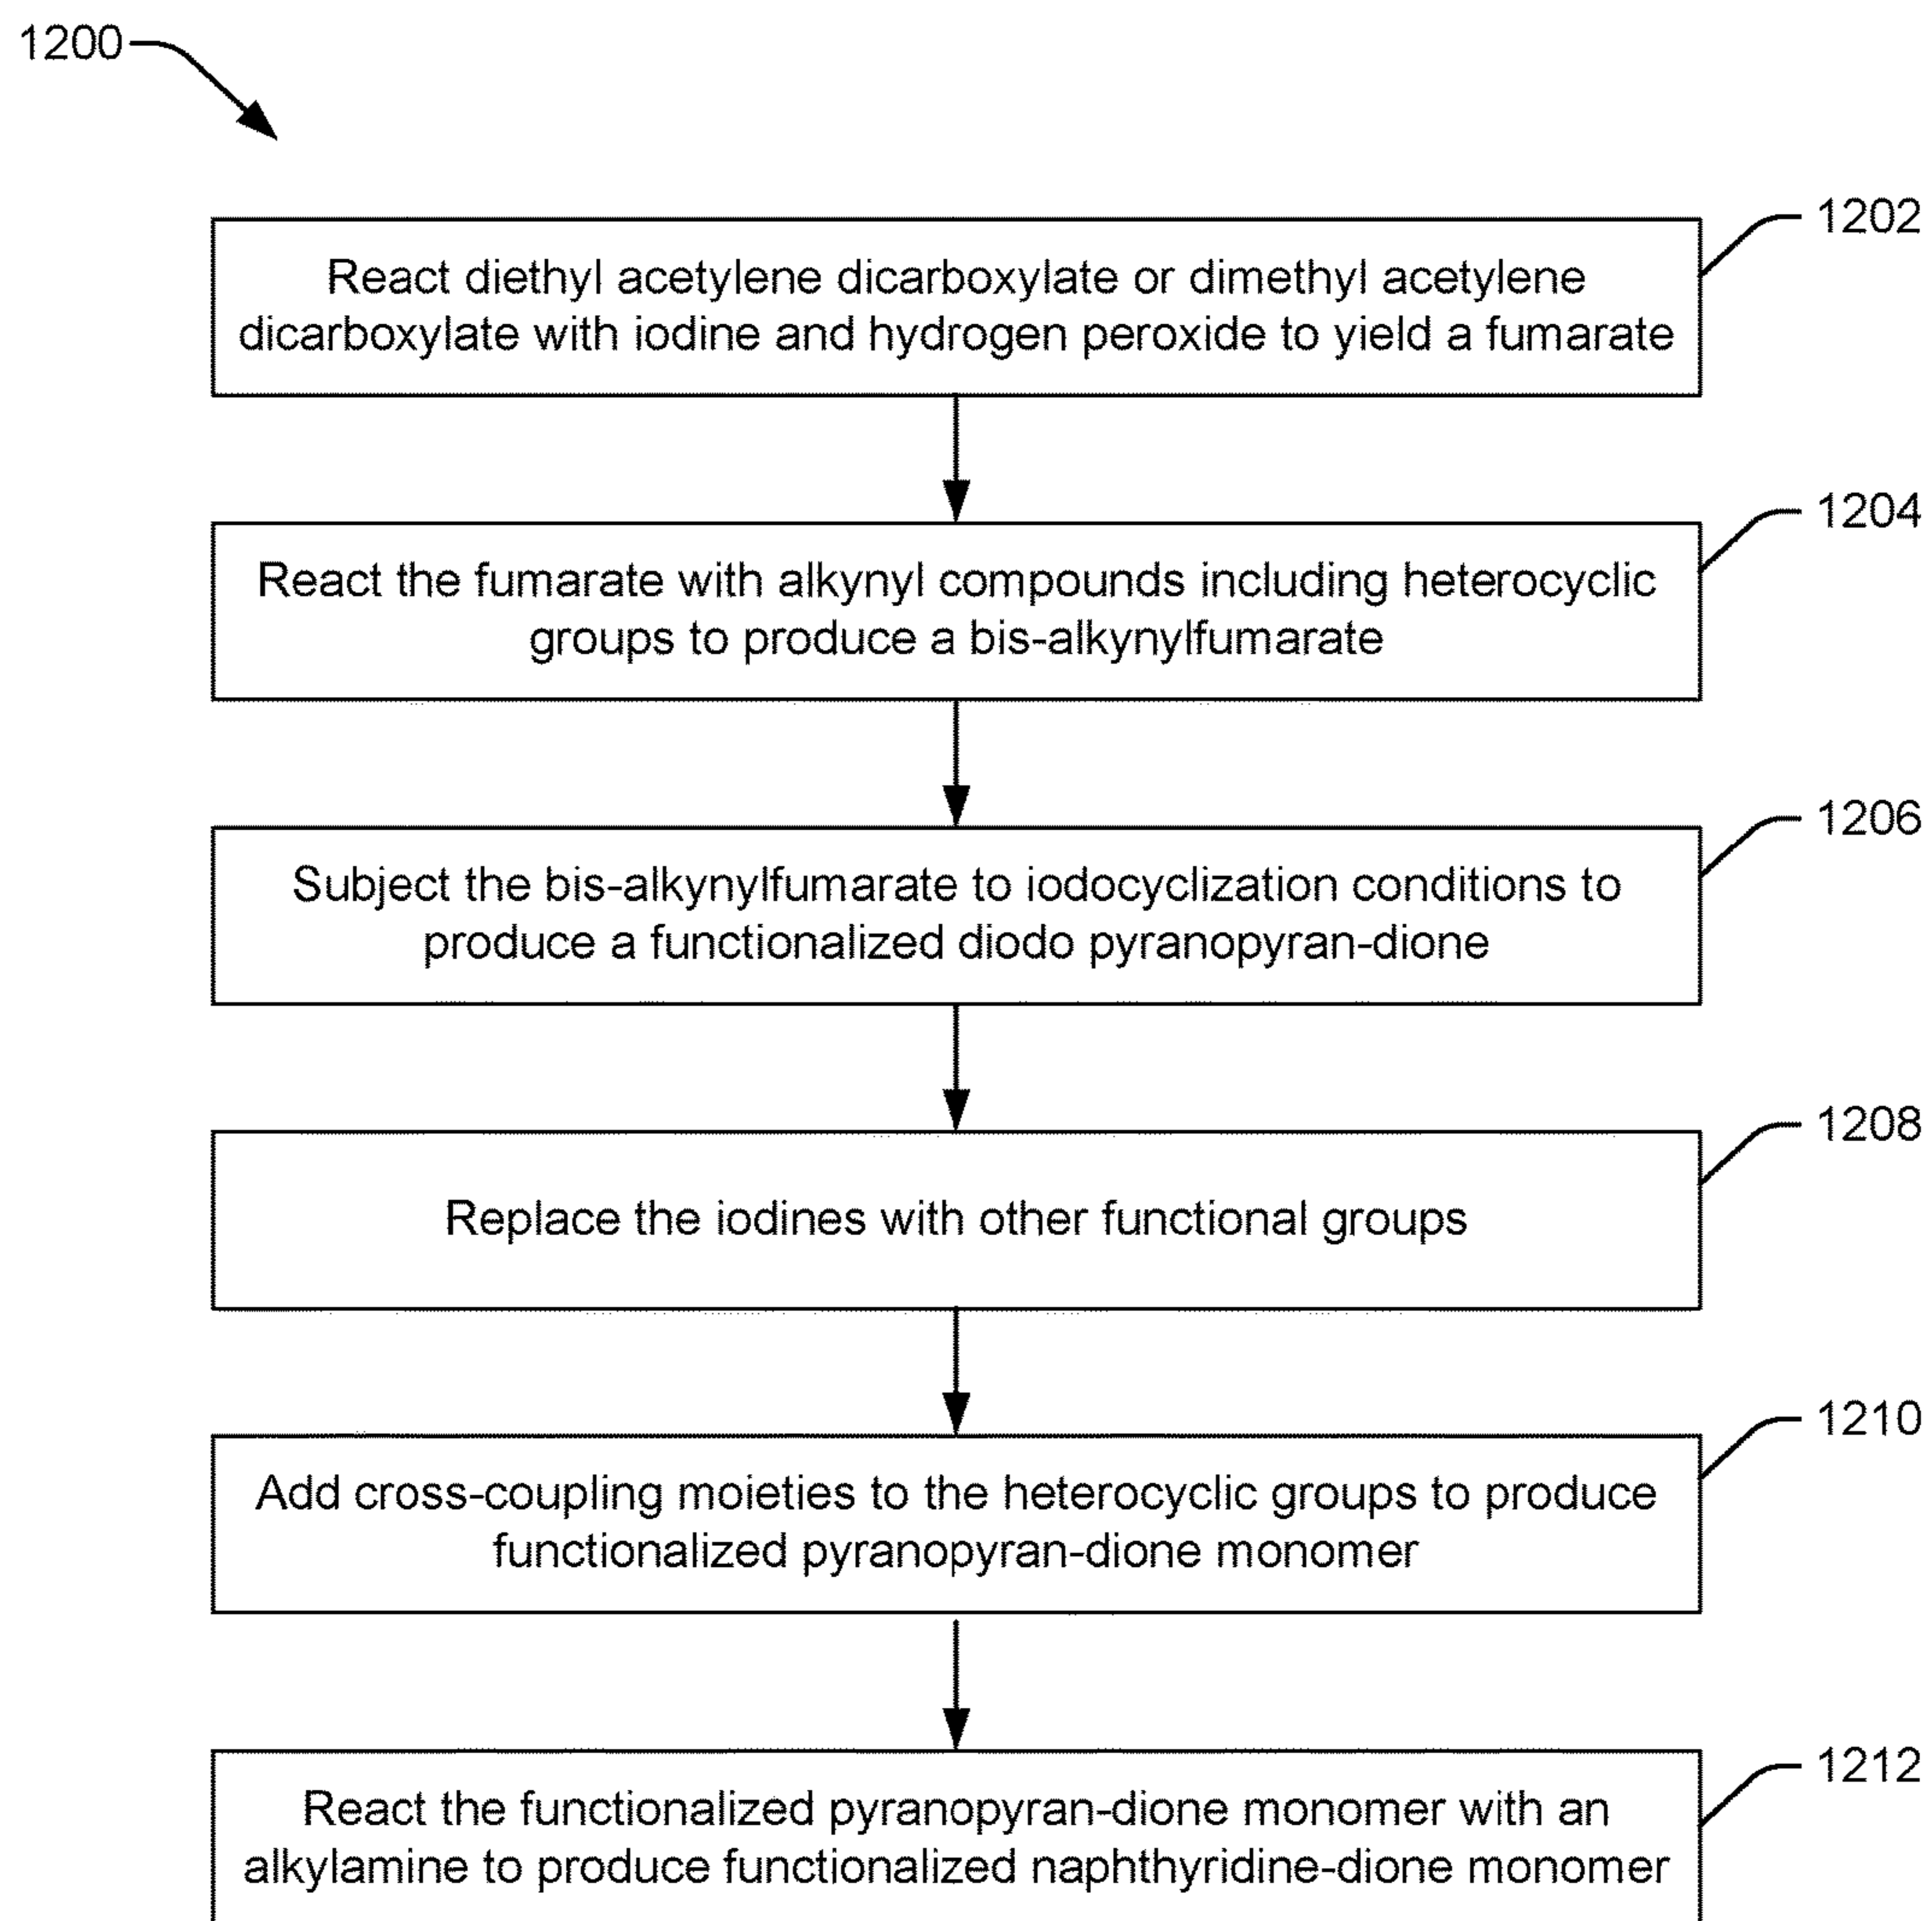 1200
1202
React diethyl acetylene dicarboxylate or dimethyl acetylene
dicarboxylate with iodine and hydrogen peroxide to yield a fumarate
1204
React the fumarate with alkynyl compounds including heterocyclic
groups to produce a bis-alkynylfumarate
1206
Subject the bis-alkynylfumarate to iodocyclization conditions to
produce a functionalized diodo pyranopyran-dione
1208
Replace the iodines with other functional groups
1210
Add cross-coupling moieties to the heterocyclic groups to produce
functionalized pyranopyran-dione monomer
1212
React the functionalized pyranopyran-dione monomer with an
alkylamine to produce functionalized naphthyridine-dione monomer